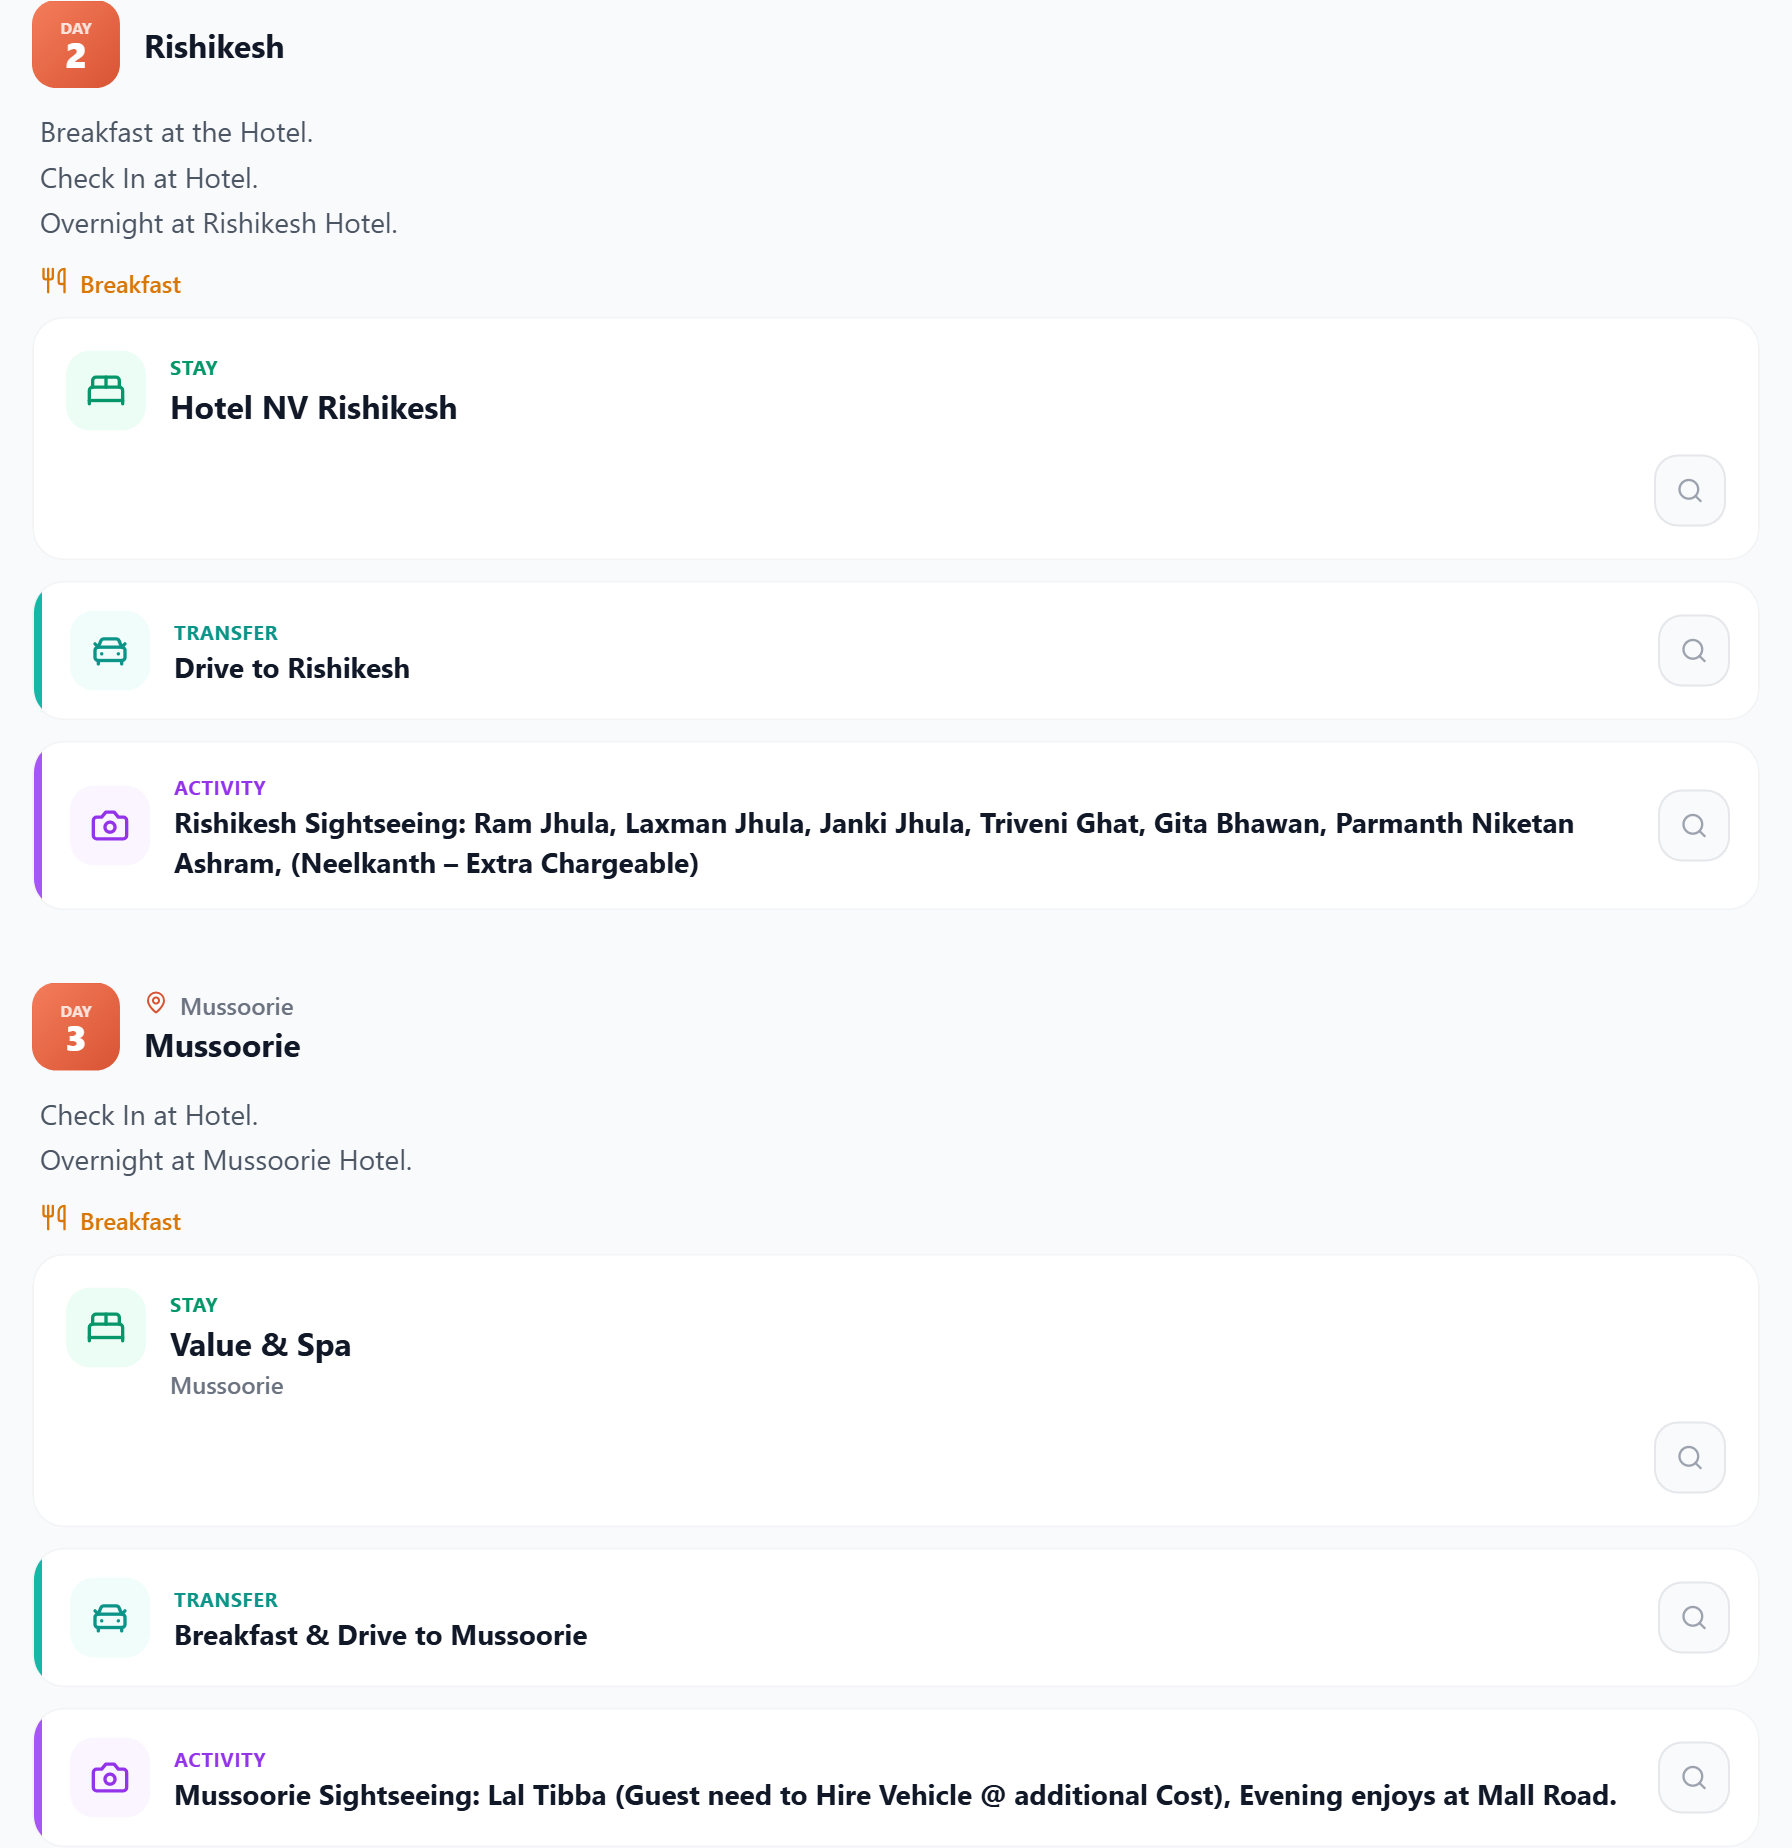 DAY
2
Rishikesh
Breakfast at the Hotel.
Check In at Hotel.
Overnight at Rishikesh Hotel.
Breakfast
STAY
Hotel NV Rishikesh
TRANSFER
Drive to Rishikesh
ACTIVITY
Rishikesh Sightseeing: Ram Jhula, Laxman Jhula, Janki Jhula, Triveni Ghat, Gita Bhawan, Parmanth Niketan
Ashram, (Neelkanth – Extra Chargeable)
DAY
3
Mussoorie
Mussoorie
Check In at Hotel.
Overnight at Mussoorie Hotel.
Breakfast
STAY
Value & Spa
Mussoorie
TRANSFER
Breakfast & Drive to Mussoorie
ACTIVITY
Mussoorie Sightseeing: Lal Tibba (Guest need to Hire Vehicle @ additional Cost), Evening enjoys at Mall Road.